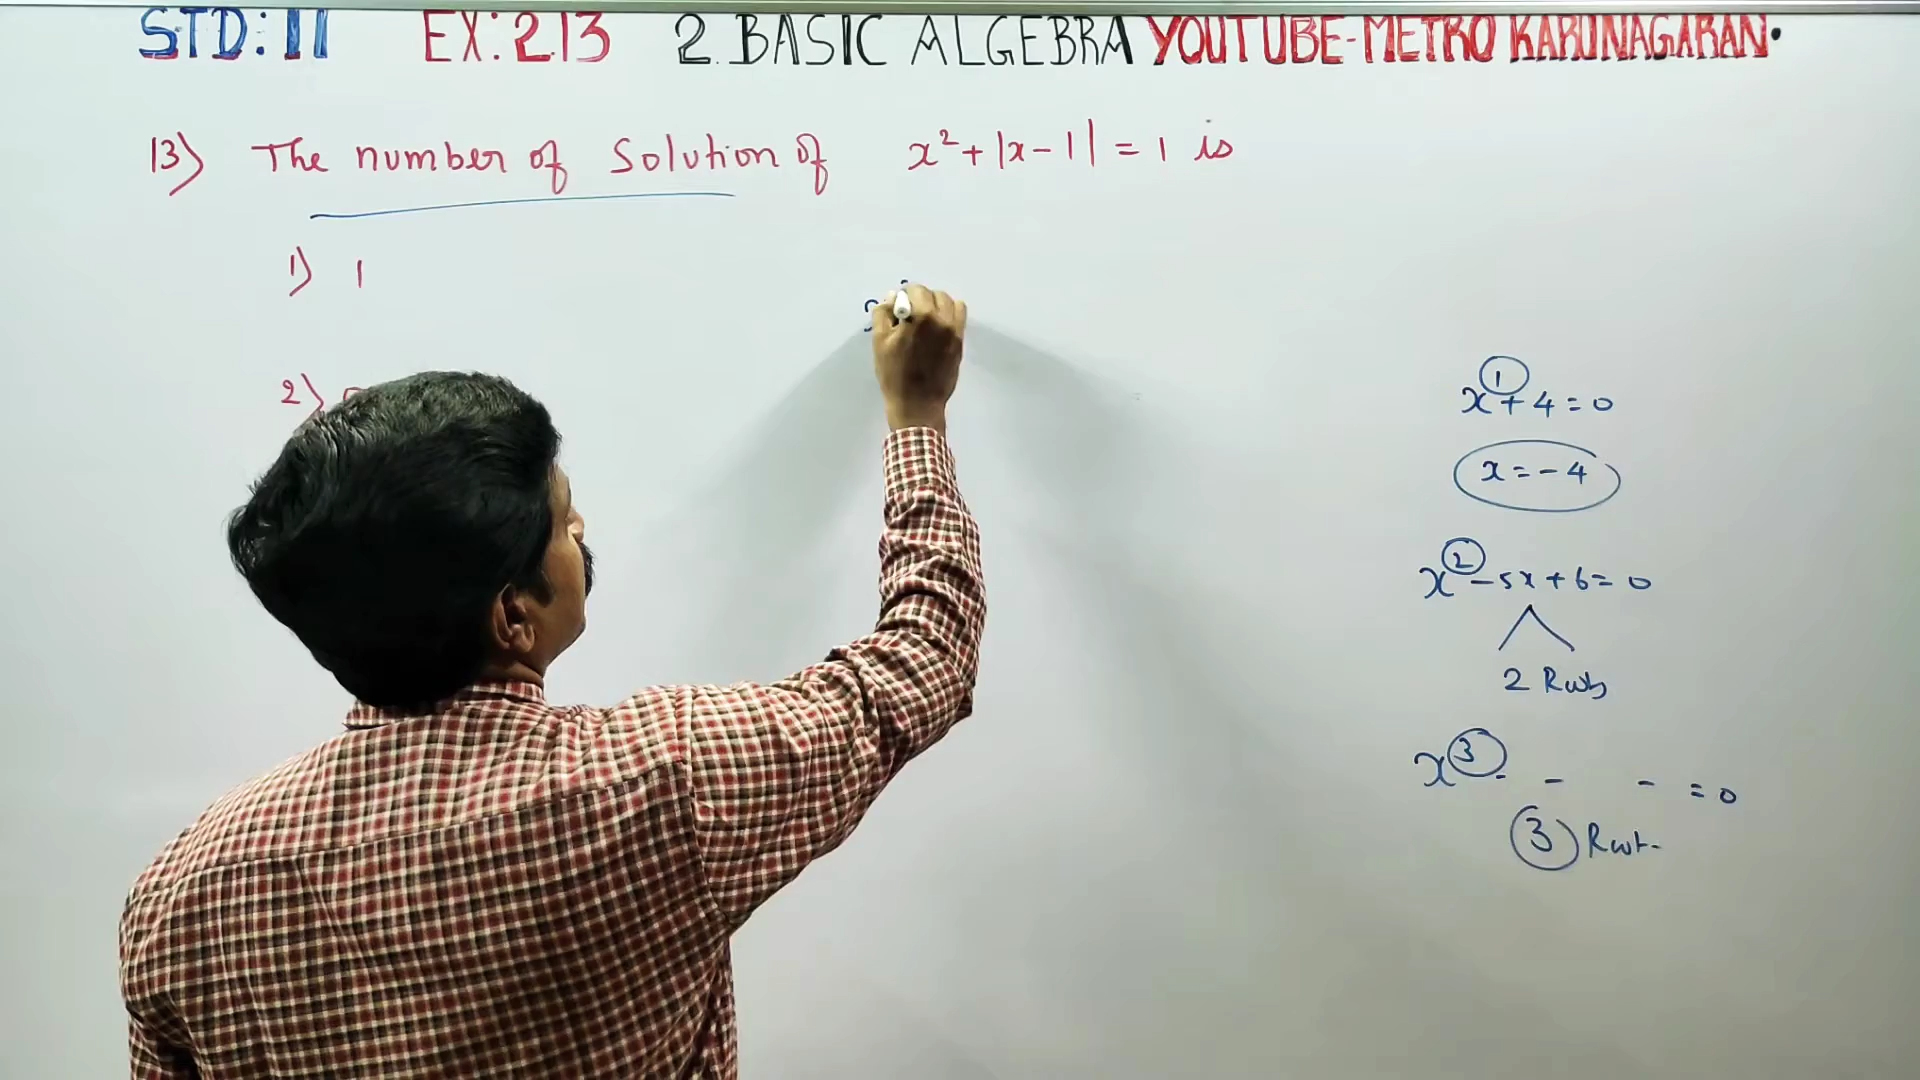 STD: 11 EX: 2.13 2. BASIC ALGEBRA YOUTUBE-METRO KARUNAGARAN.
13) The number of Solution of x² + |x - 1| = 1 is
1) 1
2)
x¹ + 4 = 0
x = - 4
x² - 5x + 6 = 0
2 Roots
x³ - - - = 0
3 Root.